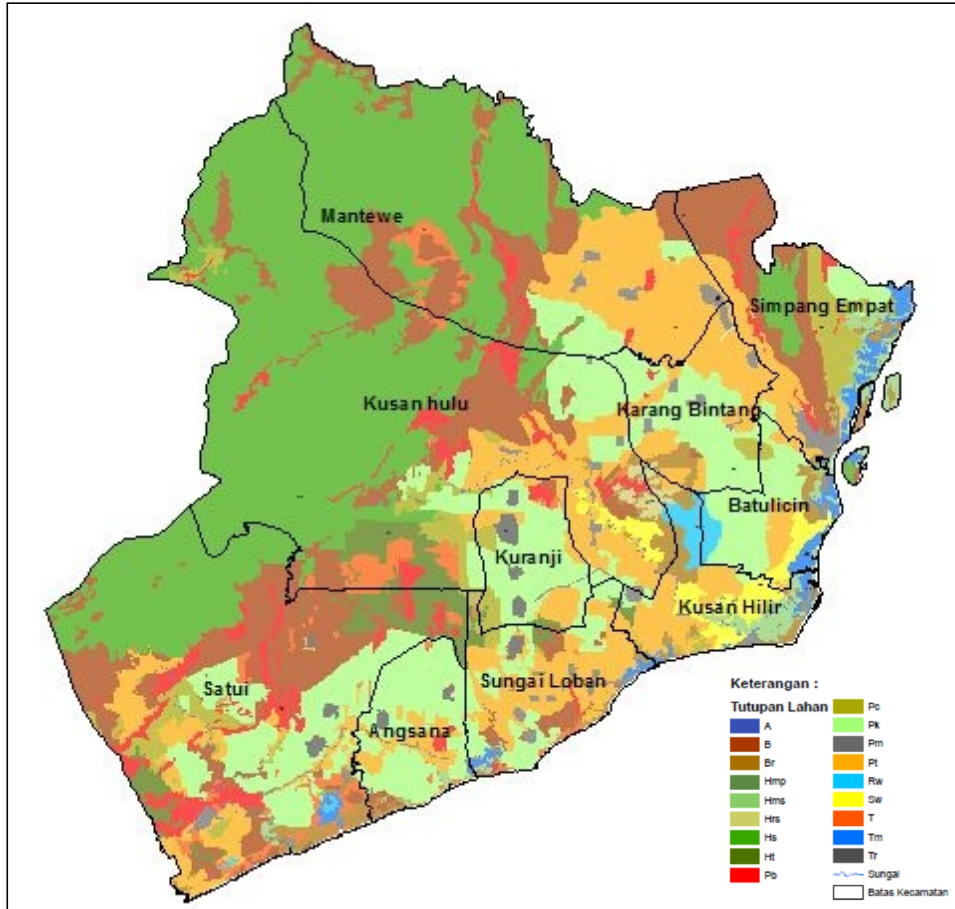 Mantewe
Simpang Empat
Kusan hulu
Karang Bintang
Batulicin
Kuranji
Kusan Hilir
Satui
Sungai Loban
Angsana
Keterangan :
Tutupan Lahan
A
B
Br
Hmp
Hms
Hrs
Hs
Ht
Pb
Pc
Pk
Pm
Pt
Rw
Sw
T
Tm
Tr
Sungai
Batas Kecamatan